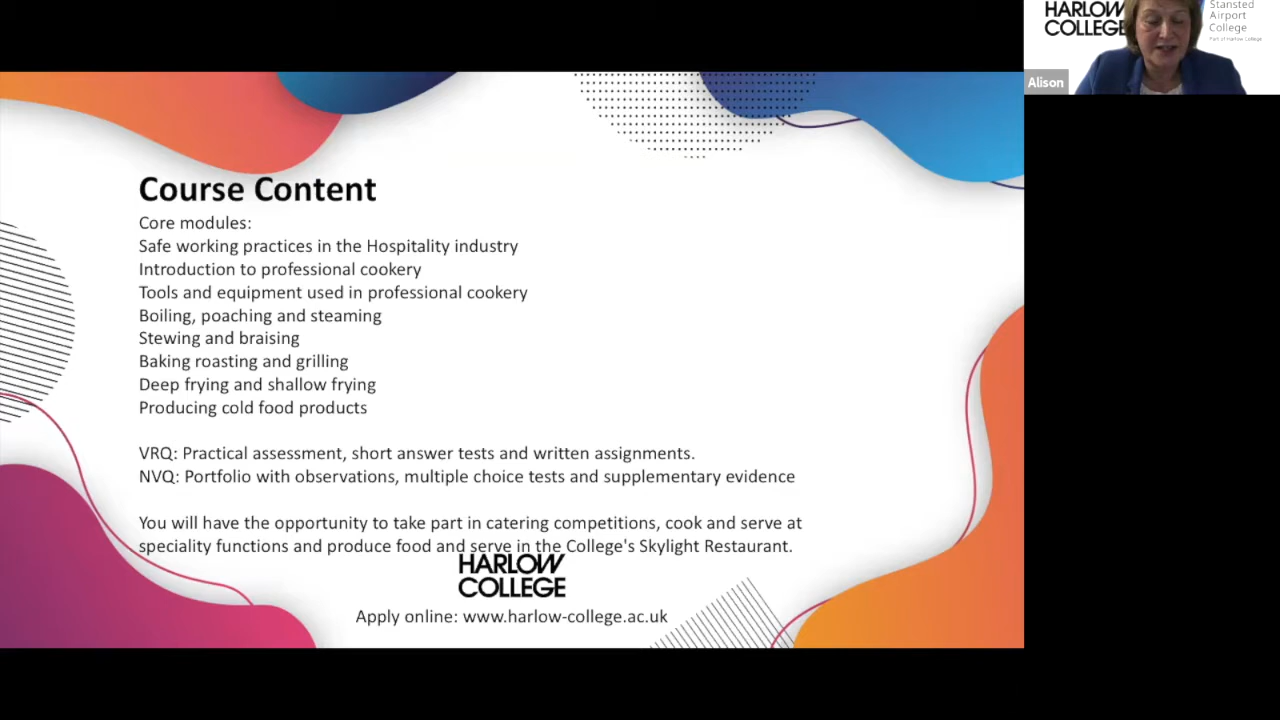 HARLOW
COLLEGE
Stansted
Airport
College
Part of Harlow College
Alison
Course Content
Core modules:
Safe working practices in the Hospitality industry
Introduction to professional cookery
Tools and equipment used in professional cookery
Boiling, poaching and steaming
Stewing and braising
Baking roasting and grilling
Deep frying and shallow frying
Producing cold food products
VRQ: Practical assessment, short answer tests and written assignments.
NVQ: Portfolio with observations, multiple choice tests and supplementary evidence
You will have the opportunity to take part in catering competitions, cook and serve at
speciality functions and produce food and serve in the College's Skylight Restaurant.
HARLOW
COLLEGE
Apply online: www.harlow-college.ac.uk